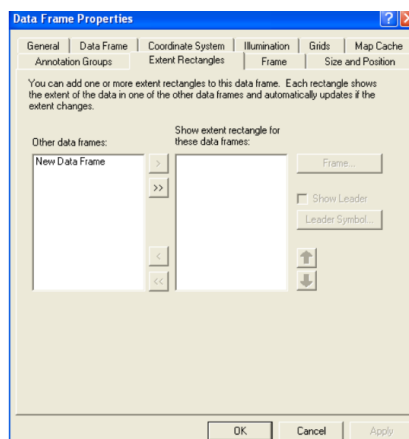 Data Frame Properties
? X
General Data Frame Coordinate System Illumination Grids Map Cache
Annotation Groups Extent Rectangles Frame Size and Position
You can add one or more extent rectangles to this data frame. Each rectangle shows
the extent of the data in one of the other data frames and automatically updates if the
extent changes.
Show extent rectangle for
Other data frames: these data frames:
New Data Frame > Frame...
>>
Show Leader
Leader Symbol...
<
<<
OK Cancel Apply